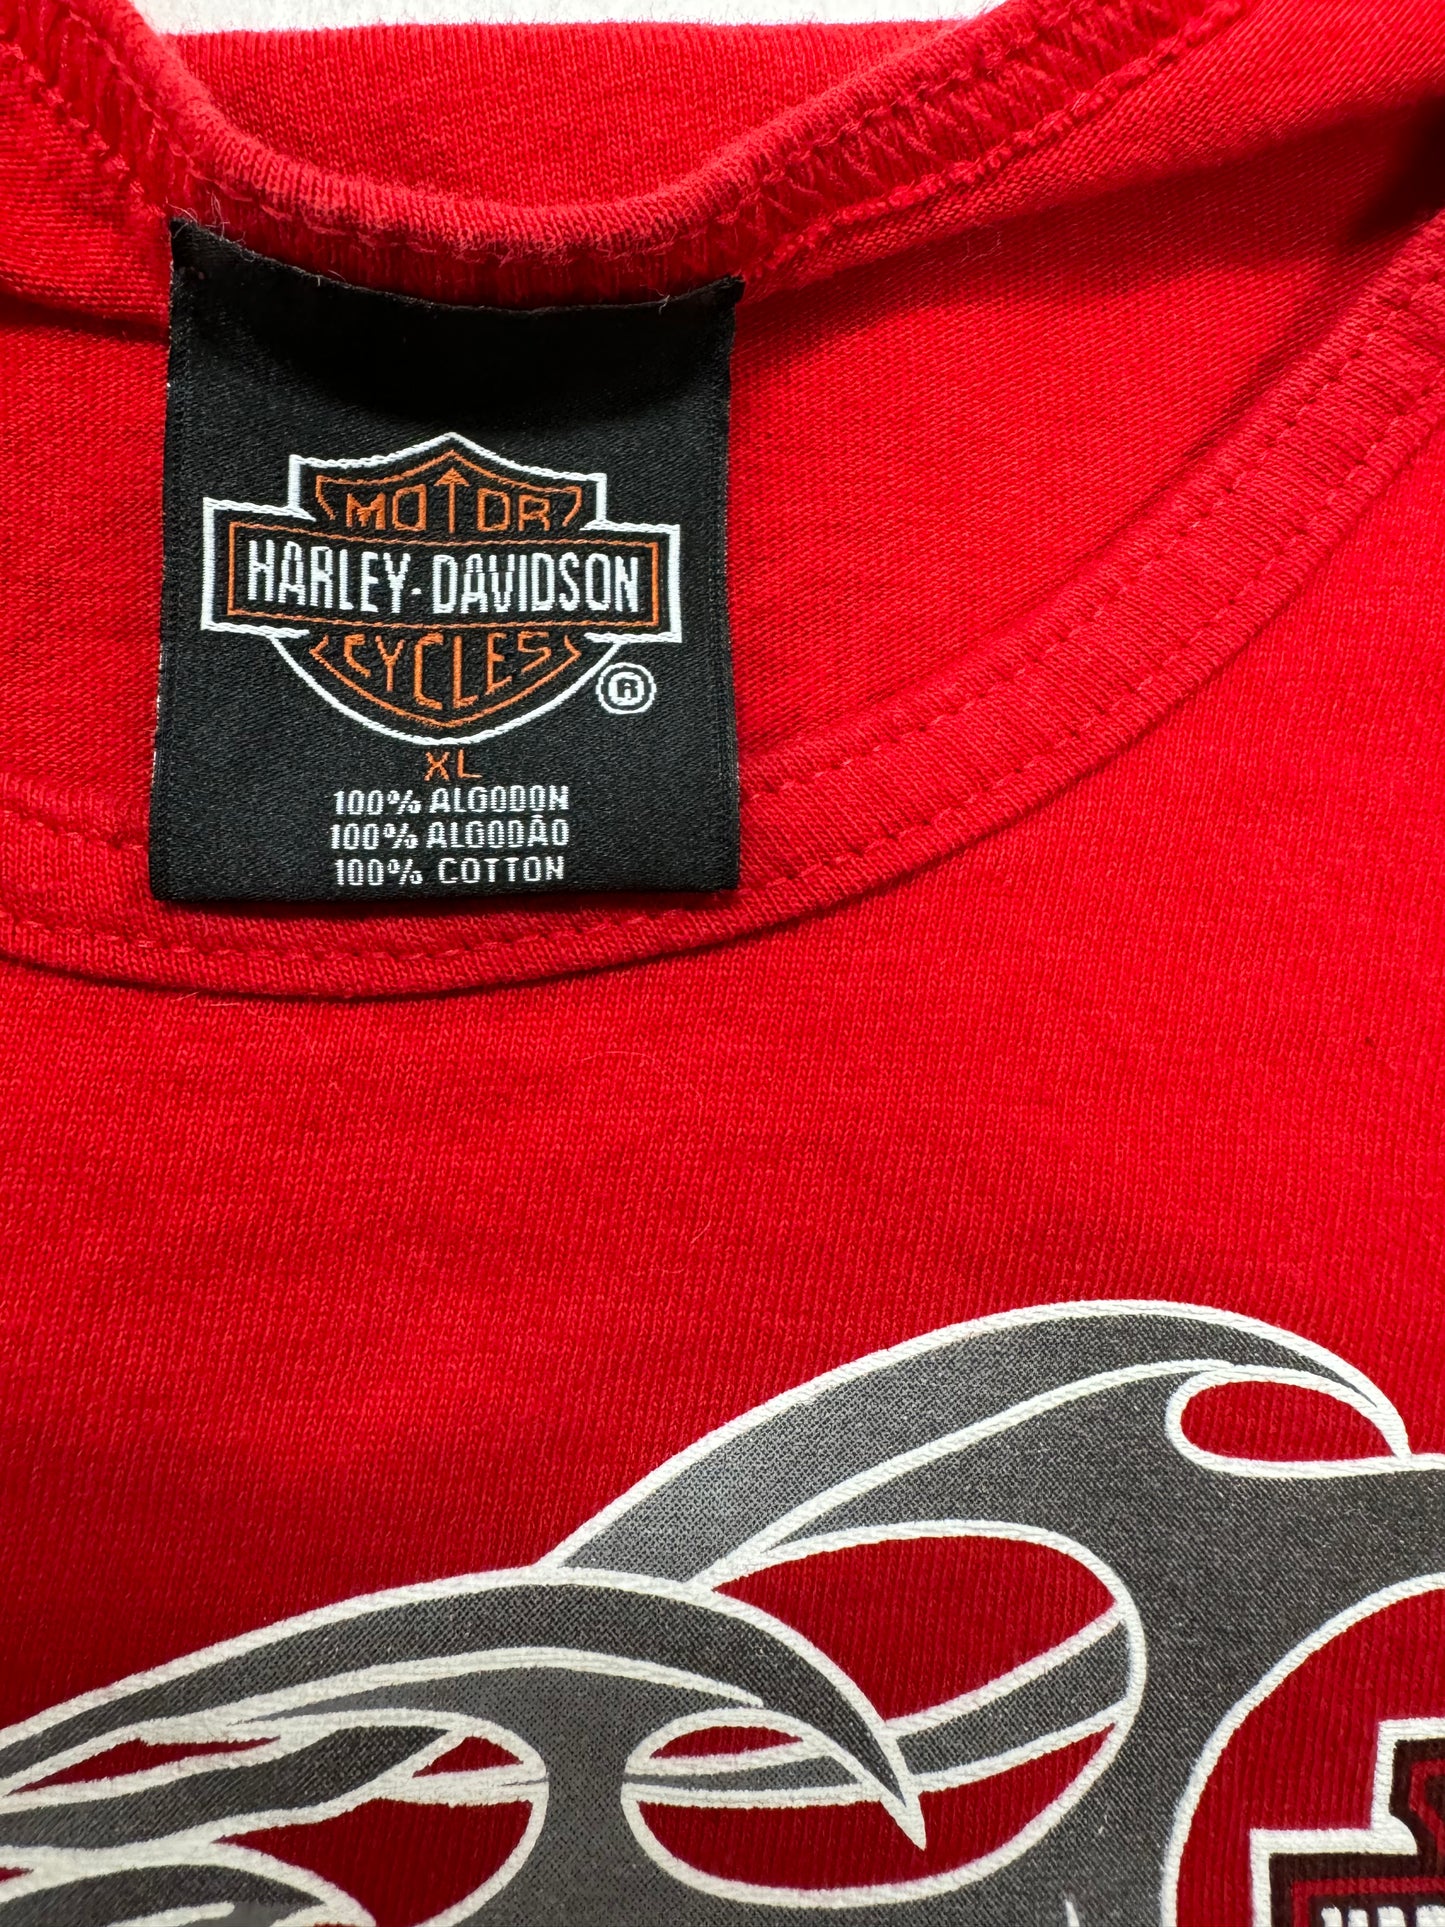 MOTOR
HARLEY-DAVIDSON
CYCLES
®
XL
100% ALGODON
100% ALGODÃO
100% COTTON